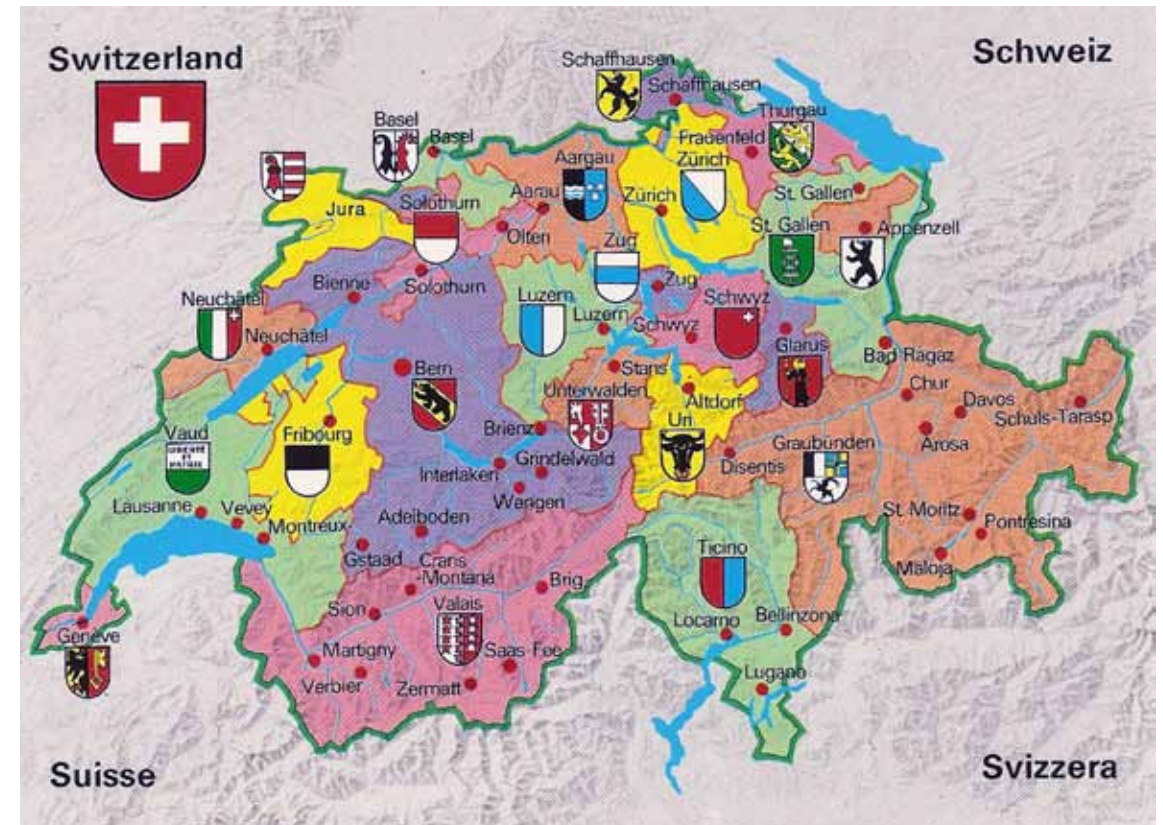 Switzerland
Schweiz
Schaffhausen
Schaffhausen
Basel
Basel
Thurgau
Frauenfeld
Aargau
Zürich
Aarau
Zürich
St. Gallen
Jura
Solothurn
Olten
Zug
St. Gallen
Appenzell
Bienne
Solothurn
Luzern
Zug
Schwyz
Neuchâtel
Luzern
Schwyz
Neuchâtel
Glarus
Bad Ragaz
Stans
Bern
Unterwalden
Altdorf
Chur
Davos
Schuls-Tarasp
Vaud
LIBERTÉ
ET
PATRIE
Fribourg
Brienz
Uri
Arosa
Graubünden
Interlaken
Grindelwald
Disentis
Wengen
Lausanne
Vevey
Montreux
Adelboden
St. Moritz
Pontresina
Gstaad
Crans
-Montana
Ticino
Maloja
Brig
Sion
Valais
Locarno
Bellinzona
Genève
Martigny
Saas Fee
Verbier
Zermatt
Lugano
Suisse
Svizzera